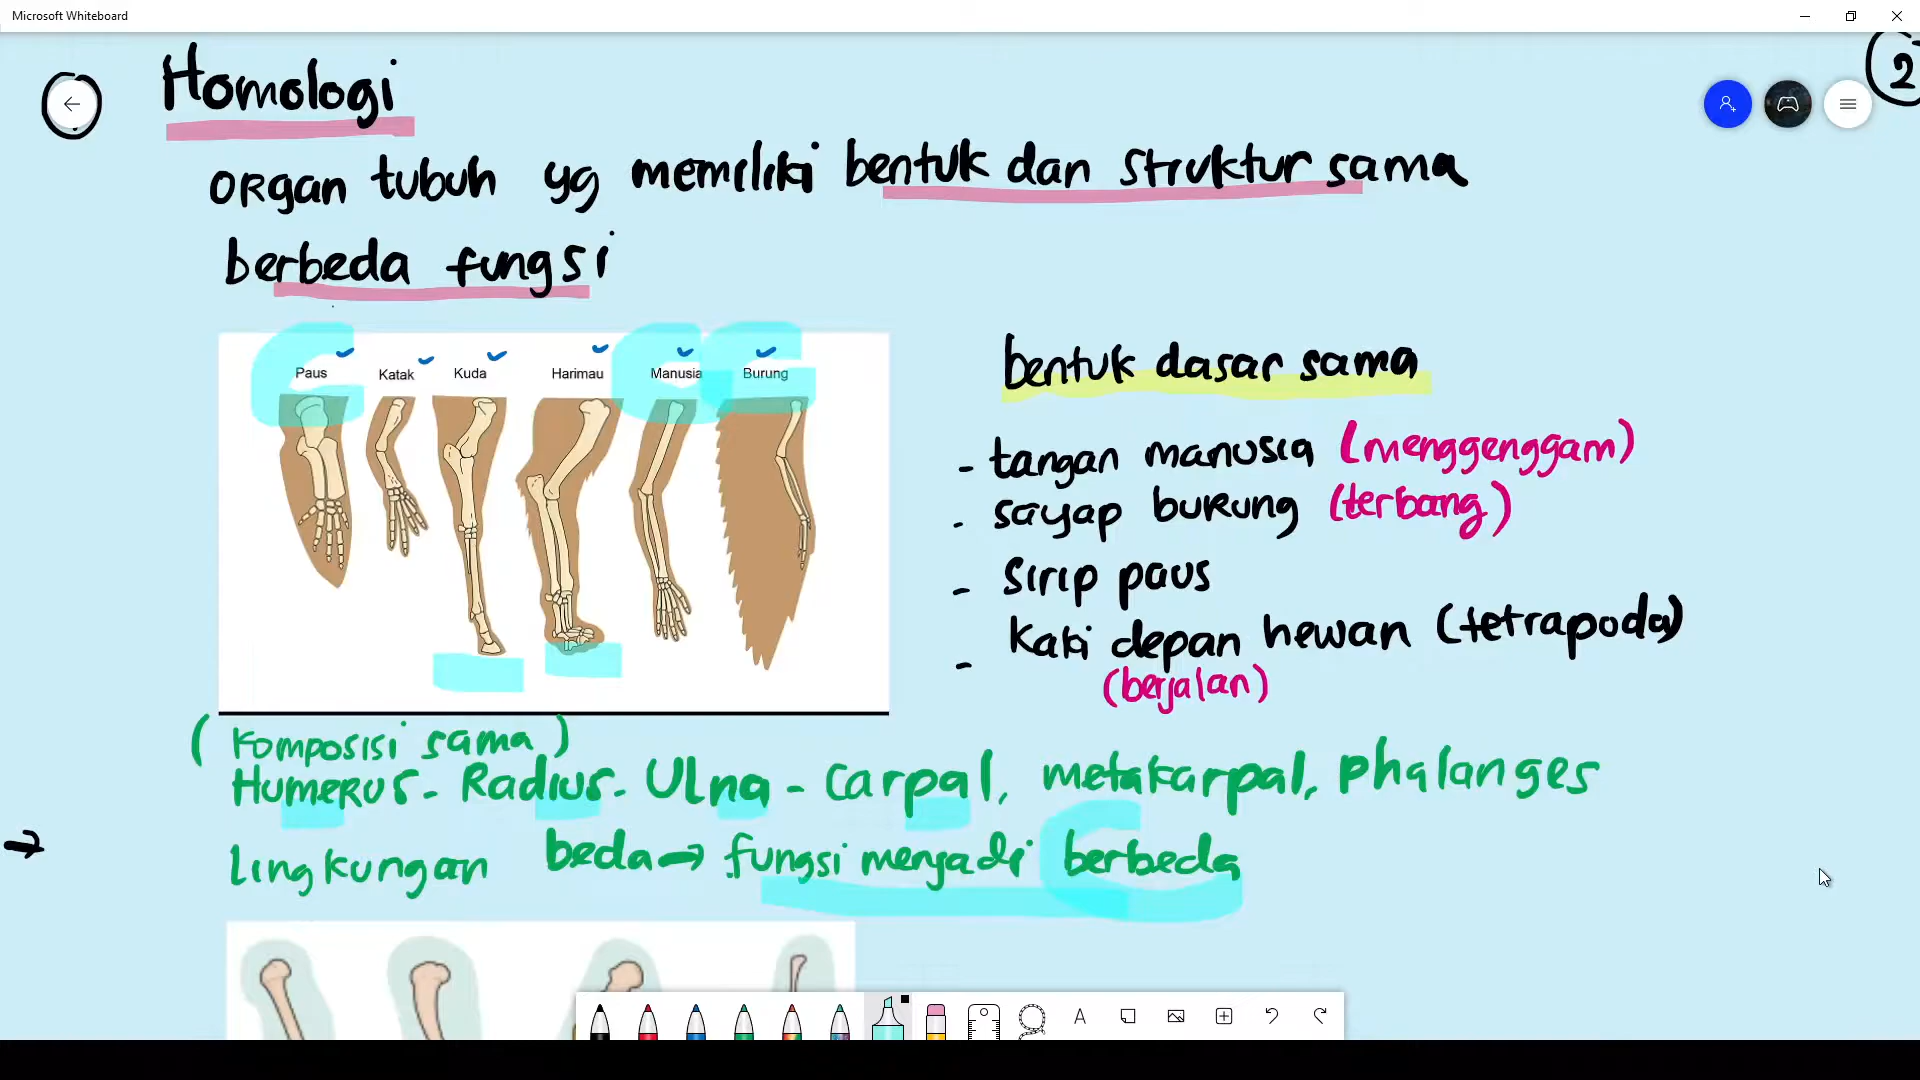 Microsoft Whiteboard
2
Homologi
organ tubuh yg memiliki bentuk dan struktur sama
berbeda fungsi
Paus Katak Kuda Harimau Manusia Burung
bentuk dasar sama
- tangan manusia (menggenggam)
- sayap burung (terbang)
- sirip paus
- kaki depan hewan (tetrapoda)
(berjalan)
(komposisi sama)
Humerus - Radius - Ulna - Carpal, metakarpal, phalanges
lingkungan beda → fungsi menjadi berbeda